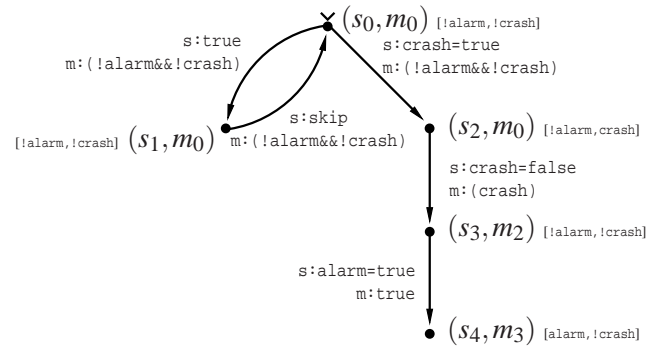 (s0, m0) [!alarm,!crash]
s:true
m:(!alarm&&!crash)
s:crash=true
m:(!alarm&&!crash)
[!alarm,!crash] (s1, m0)
s:skip
m:(!alarm&&!crash)
(s2, m0) [!alarm,crash]
s:crash=false
m:(crash)
(s3, m2) [!alarm,!crash]
s:alarm=true
m:true
(s4, m3) [alarm,!crash]